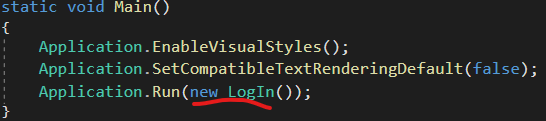 static void Main()
{
Application.EnableVisualStyles();
Application.SetCompatibleTextRenderingDefault(false);
Application.Run(new LogIn());
}